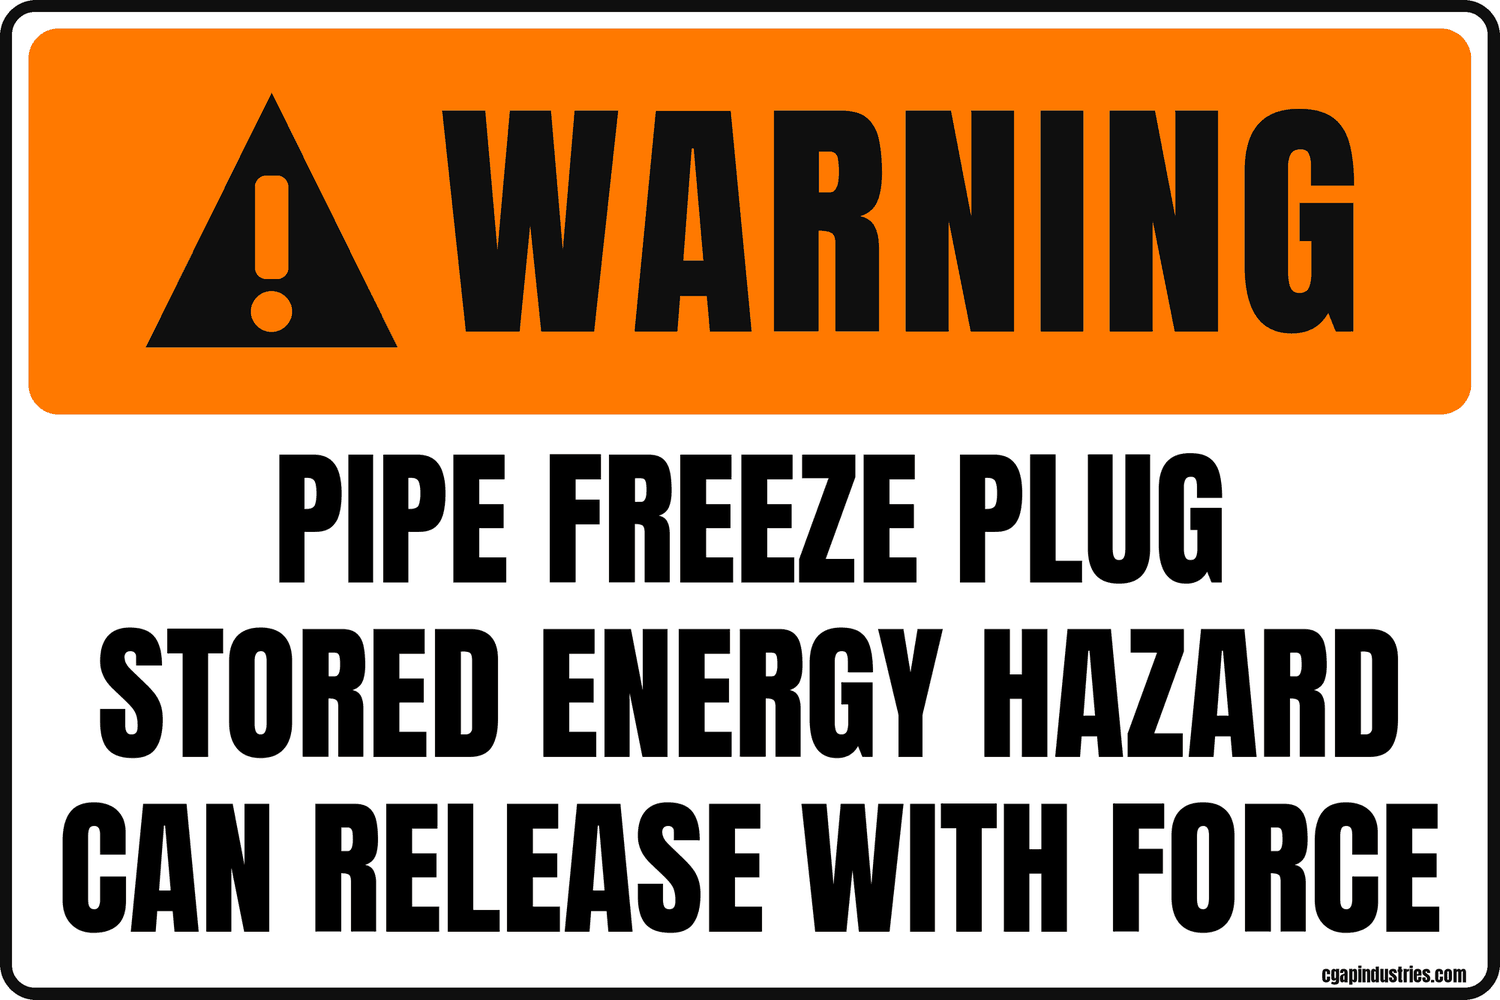 WARNING
PIPE FREEZE PLUG
STORED ENERGY HAZARD
CAN RELEASE WITH FORCE
cgapindustries.com